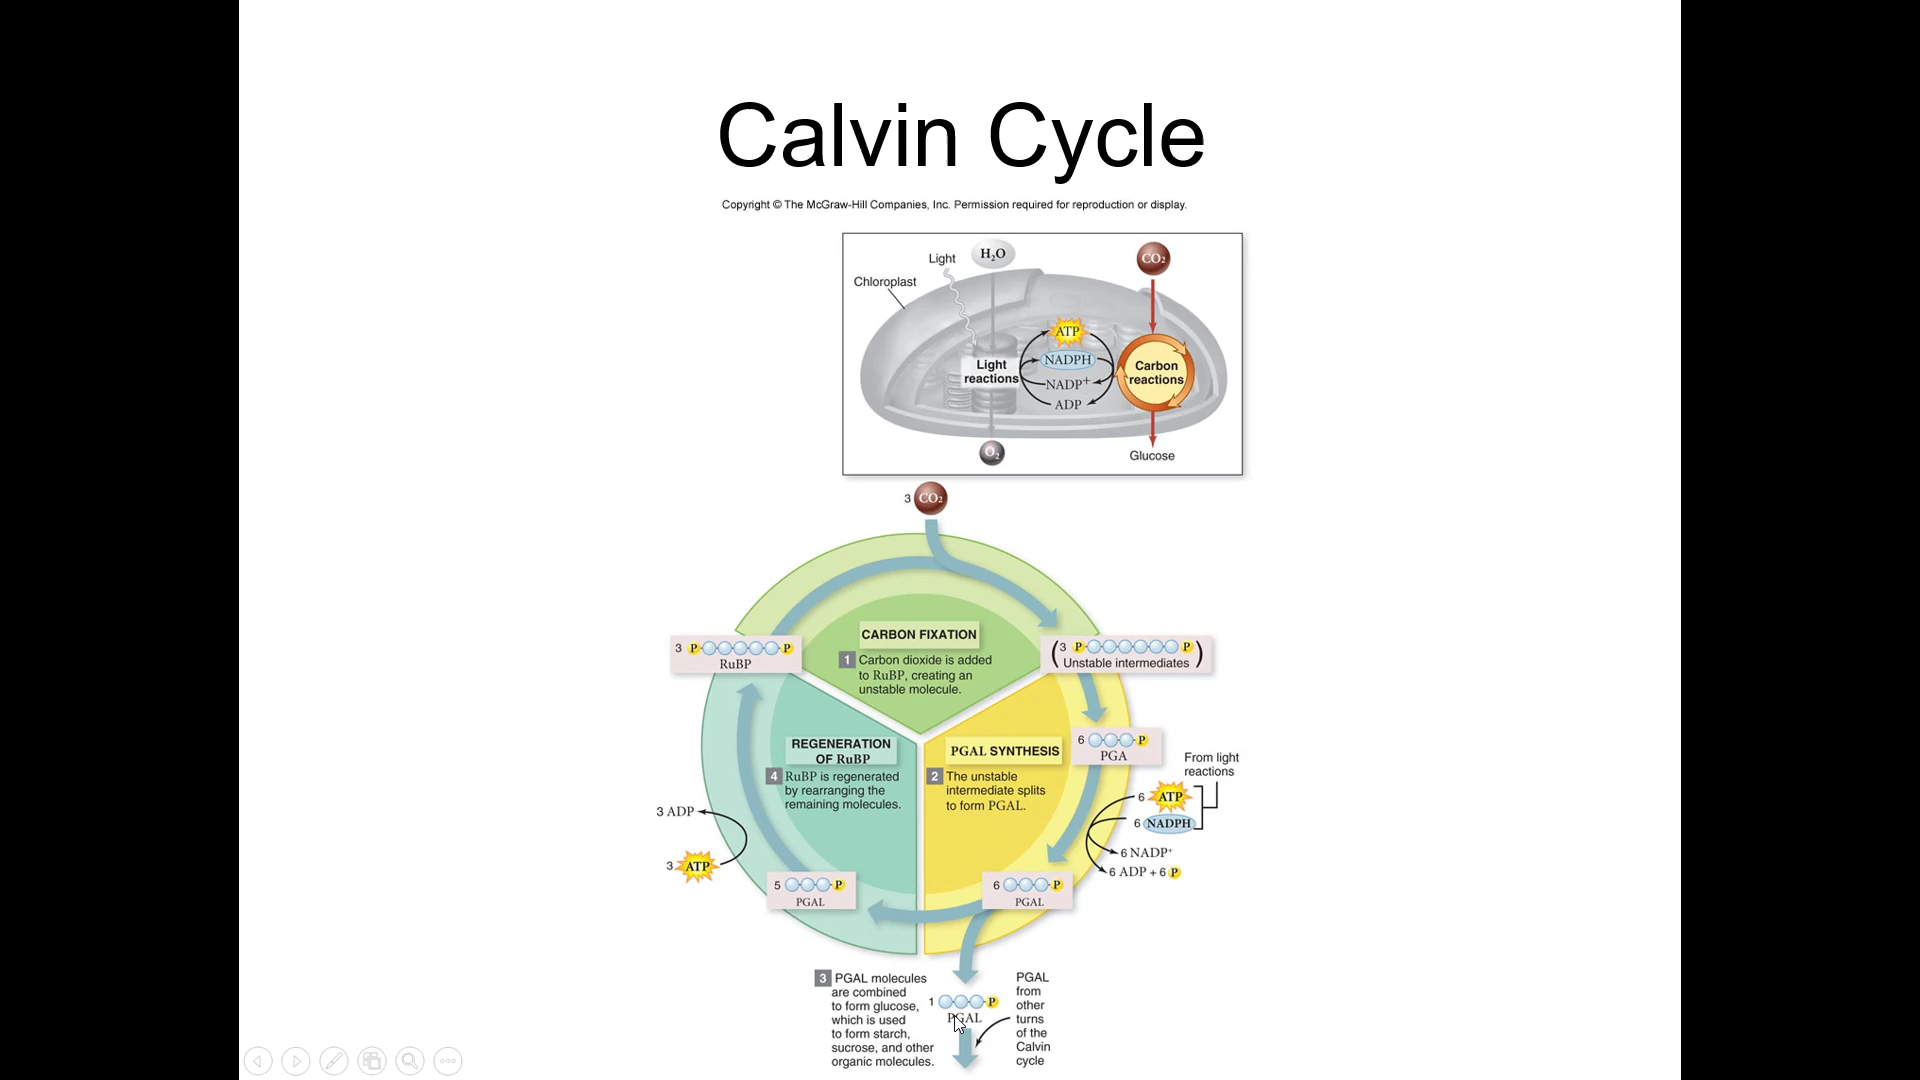 Calvin Cycle
Copyright © The McGraw-Hill Companies, Inc. Permission required for reproduction or display.
Light
H₂O
CO₂
Chloroplast
ATP
NADPH
NADP⁺
ADP
Light
reactions
Carbon
reactions
O₂
Glucose
3 CO₂
CARBON FIXATION
1 Carbon dioxide is added
to RuBP, creating an
unstable molecule.
3 P P
RuBP
(3 P P)
Unstable intermediates
6 P
PGA
From light
reactions
6 ATP
6 NADPH
6 NADP⁺
6 ADP + 6 P
PGAL SYNTHESIS
2 The unstable
intermediate splits
to form PGAL.
6 P
PGAL
REGENERATION
OF RuBP
4 RuBP is regenerated
by rearranging the
remaining molecules.
3 ADP
3 ATP
5 P
PGAL
3 PGAL molecules
are combined
to form glucose,
which is used
to form starch,
sucrose, and other
organic molecules.
1 P
PGAL
PGAL
from
other
turns
of the
Calvin
cycle